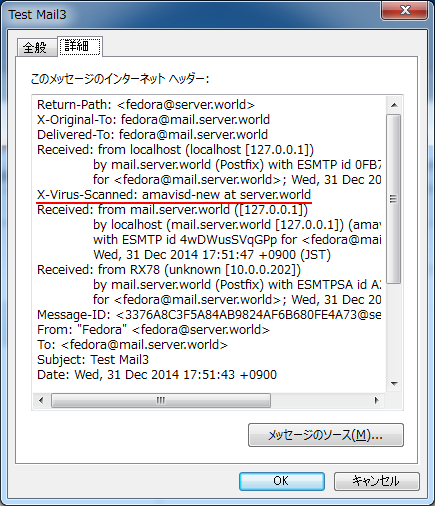 Test Mail3
全般
詳細
このメッセージのインターネット ヘッダー:
Return-Path: <fedora@server.world>
X-Original-To: fedora@mail.server.world
Delivered-To: fedora@mail.server.world
Received: from localhost (localhost [127.0.0.1])
by mail.server.world (Postfix) with ESMTP id 0FB7
for <fedora@mail.server.world>; Wed, 31 Dec 2014
X-Virus-Scanned: amavisd-new at server.world
Received: from mail.server.world ([127.0.0.1])
by localhost (mail.server.world [127.0.0.1]) (amav
with ESMTP id 4wDWusSVqGPp for <fedora@mai
Wed, 31 Dec 2014 17:51:47 +0900 (JST)
Received: from RX78 (unknown [10.0.0.202])
by mail.server.world (Postfix) with ESMTPSA id A2
for <fedora@mail.server.world>; Wed, 31 Dec 2014
Message-ID: <3376A8C3F5A84AB9824AF6B680FE4A73@se
From: "Fedora" <fedora@server.world>
To: <fedora@mail.server.world>
Subject: Test Mail3
Date: Wed, 31 Dec 2014 17:51:43 +0900
メッセージのソース(M)...
OK
キャンセル